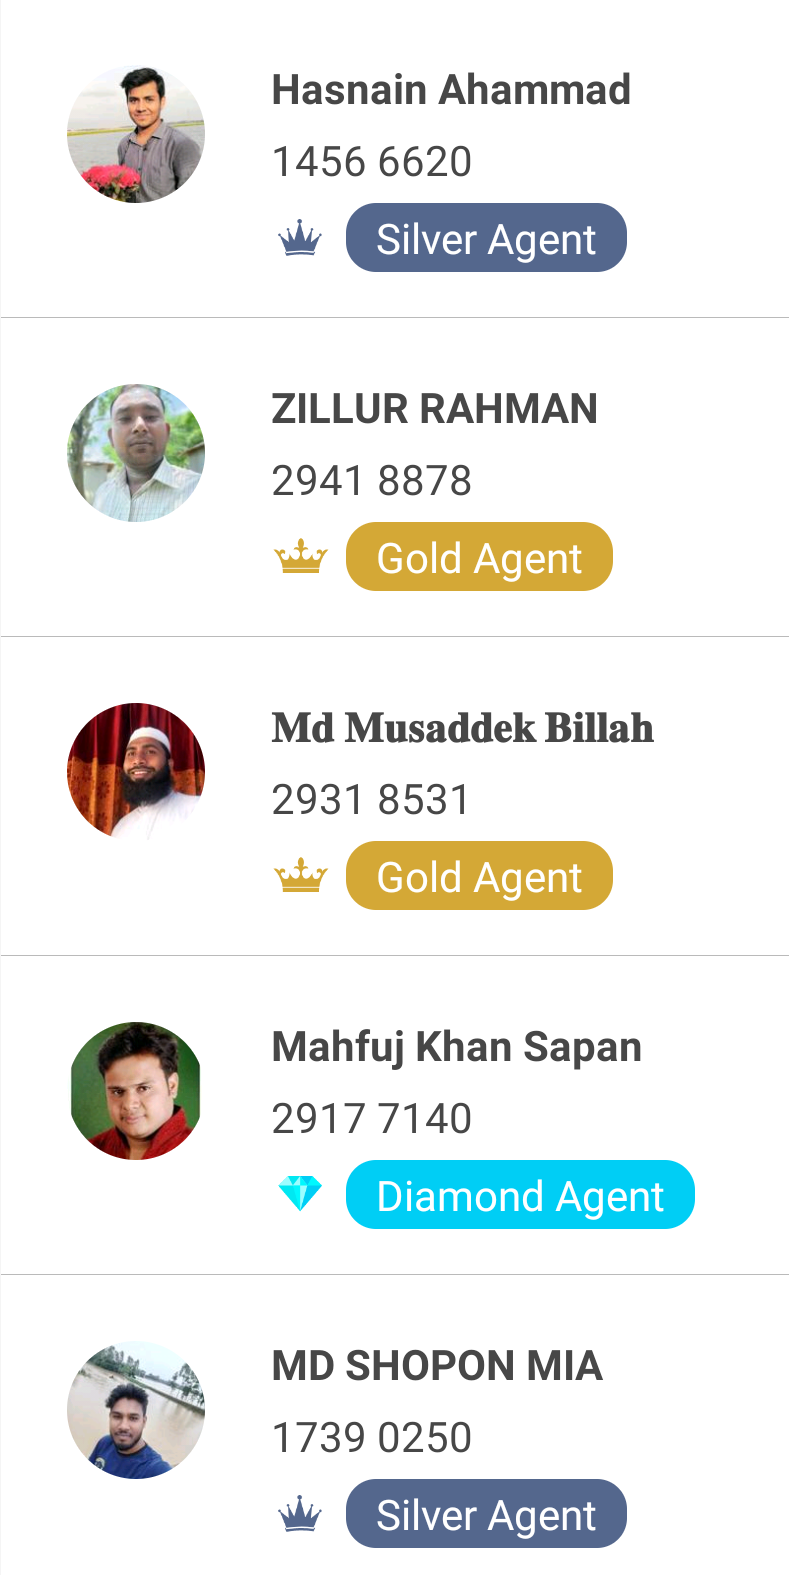 Hasnain Ahammad
1456 6620
Silver Agent
ZILLUR RAHMAN
2941 8878
Gold Agent
Md Musaddek Billah
2931 8531
Gold Agent
Mahfuj Khan Sapan
2917 7140
Diamond Agent
MD SHOPON MIA
1739 0250
Silver Agent